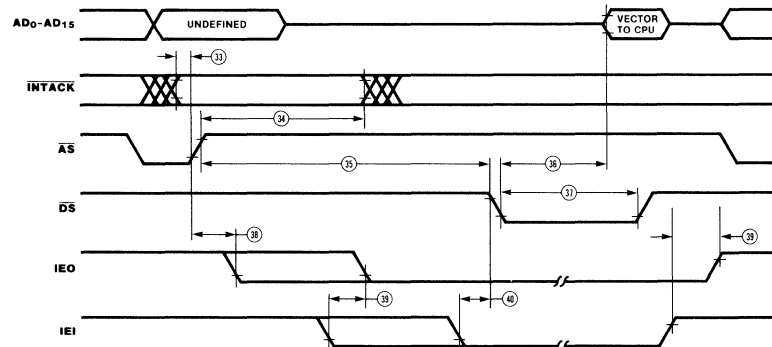 AD0-AD15
UNDEFINED
VECTOR
TO CPU
33
INTACK
34
AS
35
36
37
DS
38
39
IEO
39
40
IEI